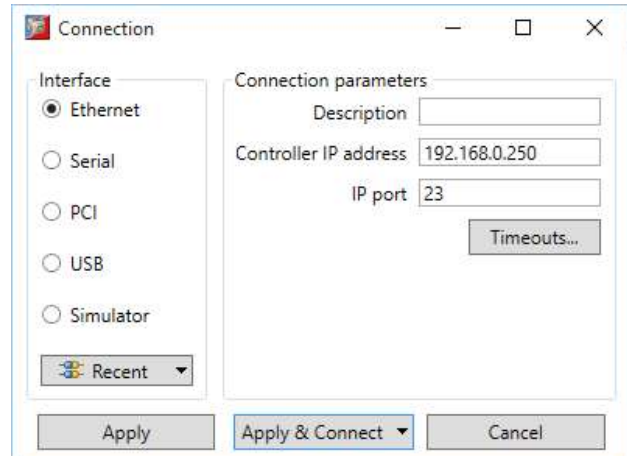 Connection
Interface
Ethernet
Serial
PCI
USB
Simulator
Recent
Connection parameters
Description
Controller IP address 192.168.0.250
IP port 23
Timeouts...
Apply
Apply & Connect
Cancel